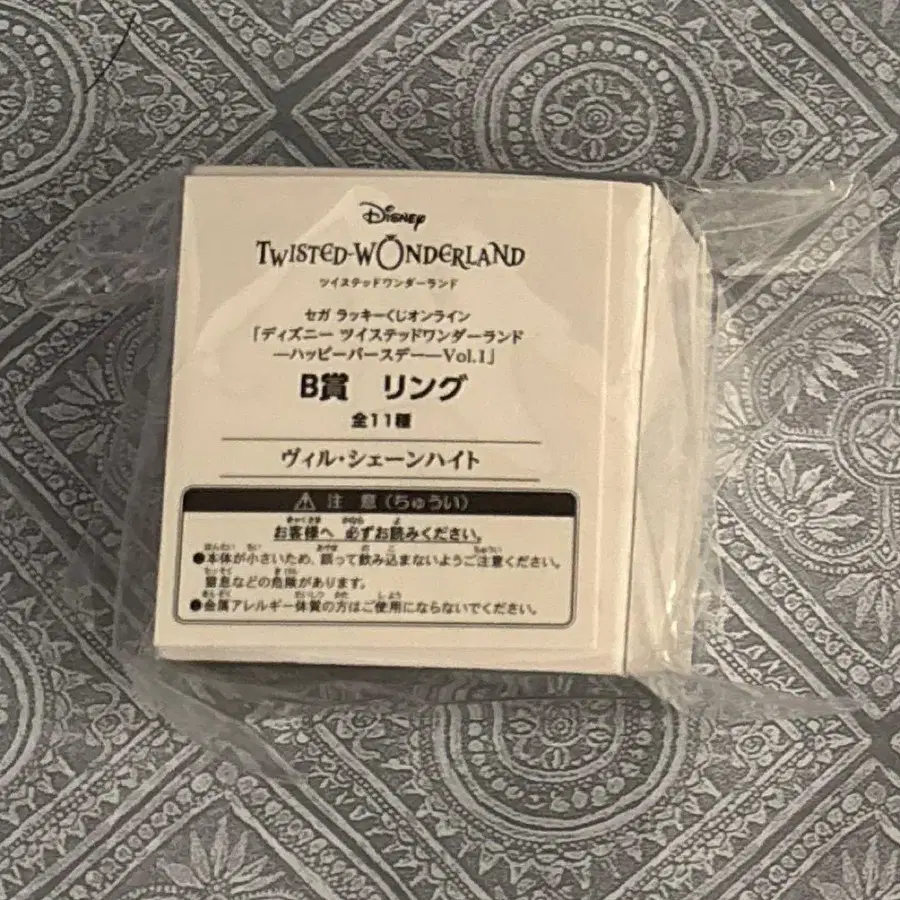 Disney
TWISTED-WONDERLAND
ツイステッドワンダーランド
セガ ラッキーくじオンライン
「ディズニー ツイステッドワンダーランド
―ハッピーバースデー―Vol.1」
B賞 リング
全11種
ヴィル・シェーンハイト
⚠ 注 意（ちゅうい）
お客様へ 必ずお読みください。
●本体が小さいため、誤って飲み込まないようご注意ください。
窒息などの危険があります。
●金属アレルギー体質の方はご使用にならないでください。